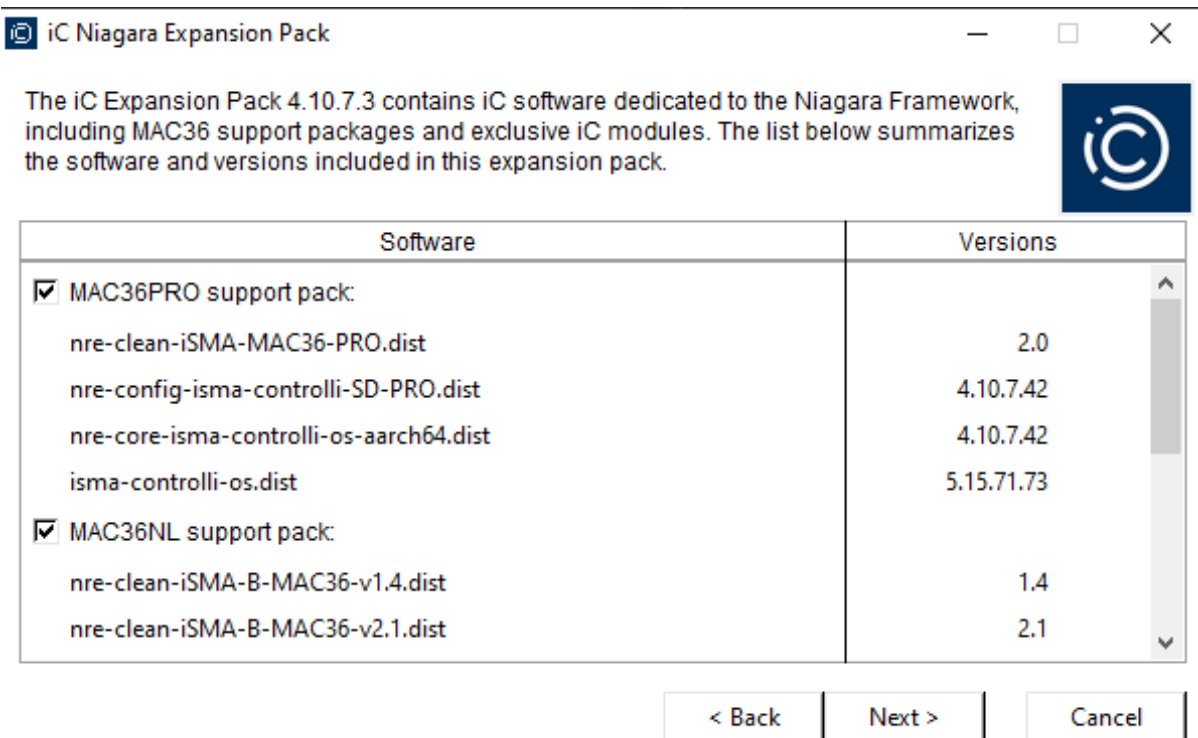 iC Niagara Expansion Pack
The iC Expansion Pack 4.10.7.3 contains iC software dedicated to the Niagara Framework,
including MAC36 support packages and exclusive iC modules. The list below summarizes
the software and versions included in this expansion pack.
iC
Software Versions
MAC36PRO support pack:
nre-clean-iSMA-MAC36-PRO.dist 2.0
nre-config-isma-controlli-SD-PRO.dist 4.10.7.42
nre-core-isma-controlli-os-aarch64.dist 4.10.7.42
isma-controlli-os.dist 5.15.71.73
MAC36NL support pack:
nre-clean-iSMA-B-MAC36-v1.4.dist 1.4
nre-clean-iSMA-B-MAC36-v2.1.dist 2.1
< Back Next > Cancel